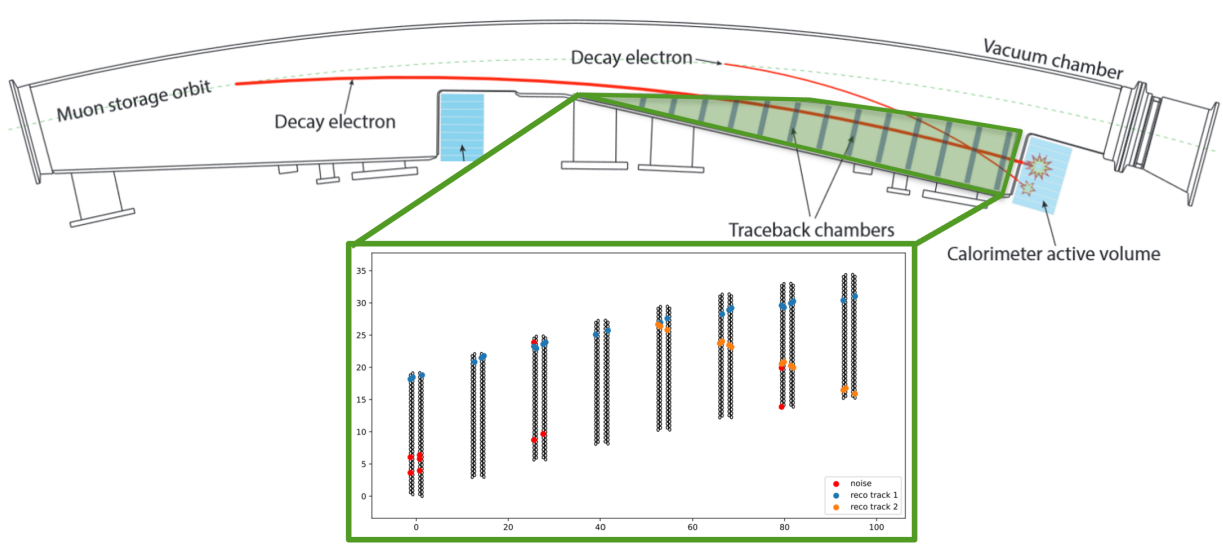 Decay electron
Vacuum chamber
Muon storage orbit
Decay electron
Traceback chambers
Calorimeter active volume
35
30
25
20
15
10
5
0
noise
reco track 1
reco track 2
0 20 40 60 80 100